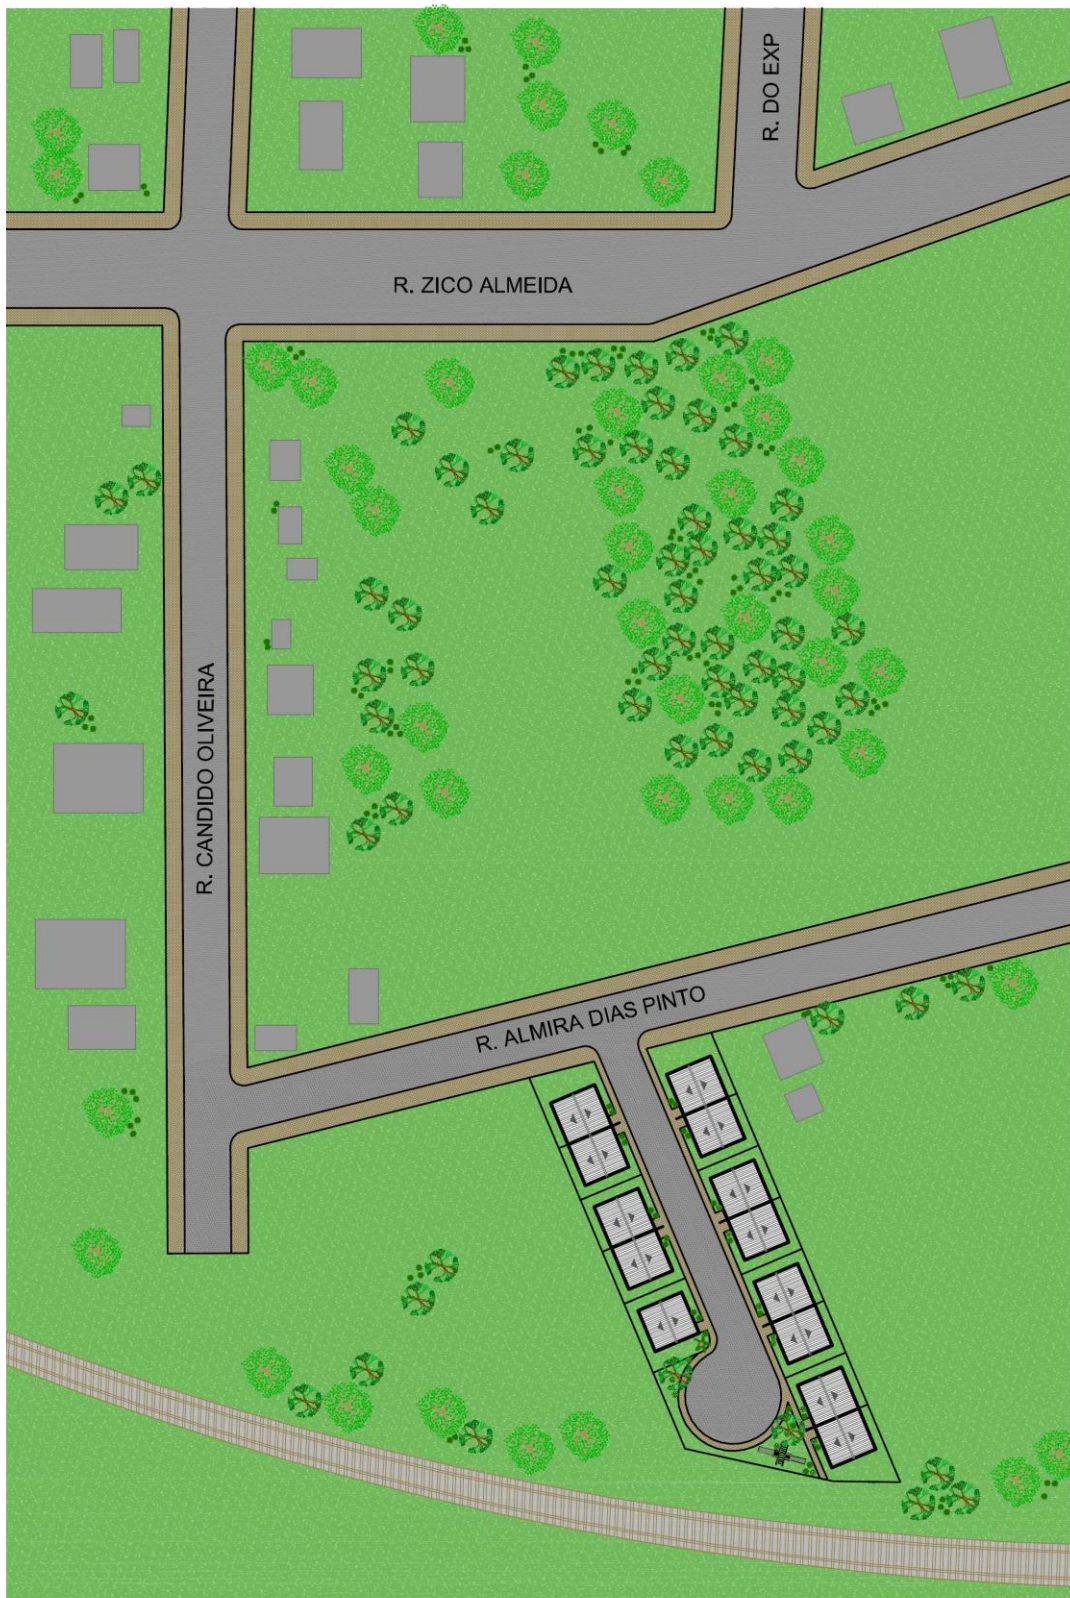 R. DO EXP
R. ZICO ALMEIDA
R. CANDIDO OLIVEIRA
R. ALMIRA DIAS PINTO